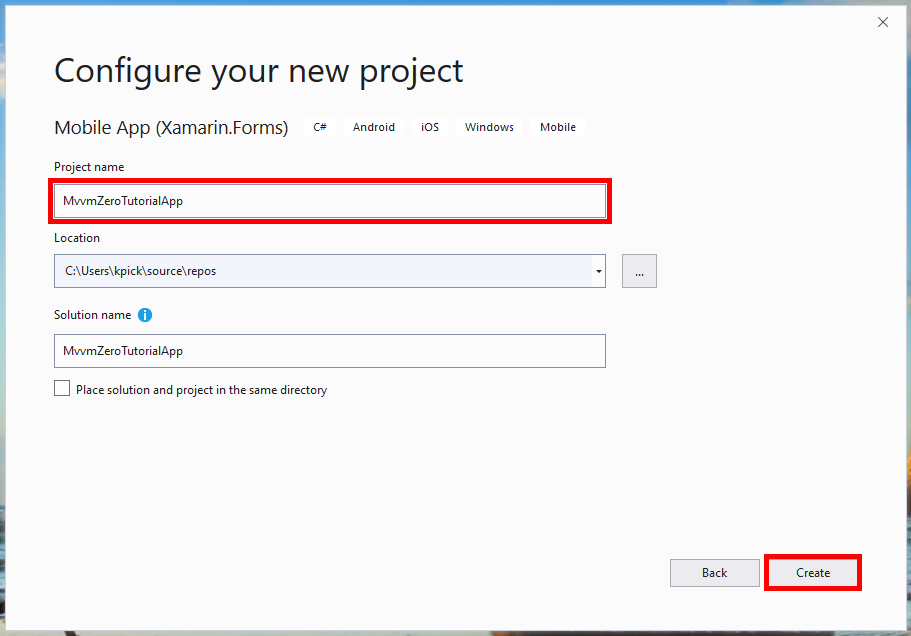 Configure your new project
Mobile App (Xamarin.Forms) C# Android iOS Windows Mobile
Project name
MvvmZeroTutorialApp
Location
C:\Users\kpick\source\repos
...
Solution name
MvvmZeroTutorialApp
Place solution and project in the same directory
Back Create